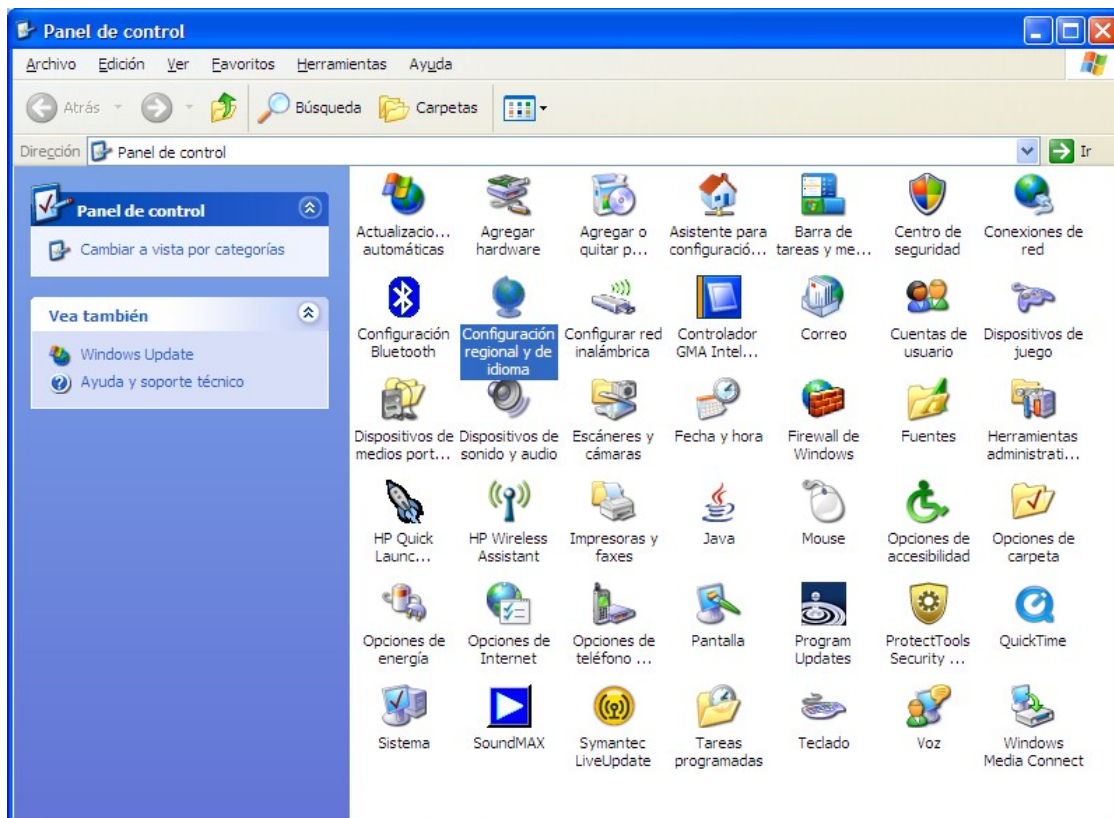 Panel de control
Archivo Edición Ver Favoritos Herramientas Ayuda
Atrás Búsqueda Carpetas
Dirección Panel de control Ir
Panel de control
Cambiar a vista por categorías
Vea también
Windows Update
Ayuda y soporte técnico
Actualizacio...
automáticas
Agregar
hardware
Agregar o
quitar p...
Asistente para
configuració...
Barra de
tareas y me...
Centro de
seguridad
Conexiones de
red
Configuración
Bluetooth
Configuración
regional y de
idioma
Configurar red
inalámbrica
Controlador
GMA Intel...
Correo
Cuentas de
usuario
Dispositivos de
juego
Dispositivos de
medios port...
Dispositivos de
sonido y audio
Escáneres y
cámaras
Fecha y hora
Firewall de
Windows
Fuentes
Herramientas
administrati...
HP Quick
Launc...
HP Wireless
Assistant
Impresoras y
faxes
Java
Mouse
Opciones de
accesibilidad
Opciones de
carpeta
Opciones de
energía
Opciones de
Internet
Opciones de
teléfono ...
Pantalla
Program
Updates
ProtectTools
Security ...
QuickTime
Sistema
SoundMAX
Symantec
LiveUpdate
Tareas
programadas
Teclado
Voz
Windows
Media Connect